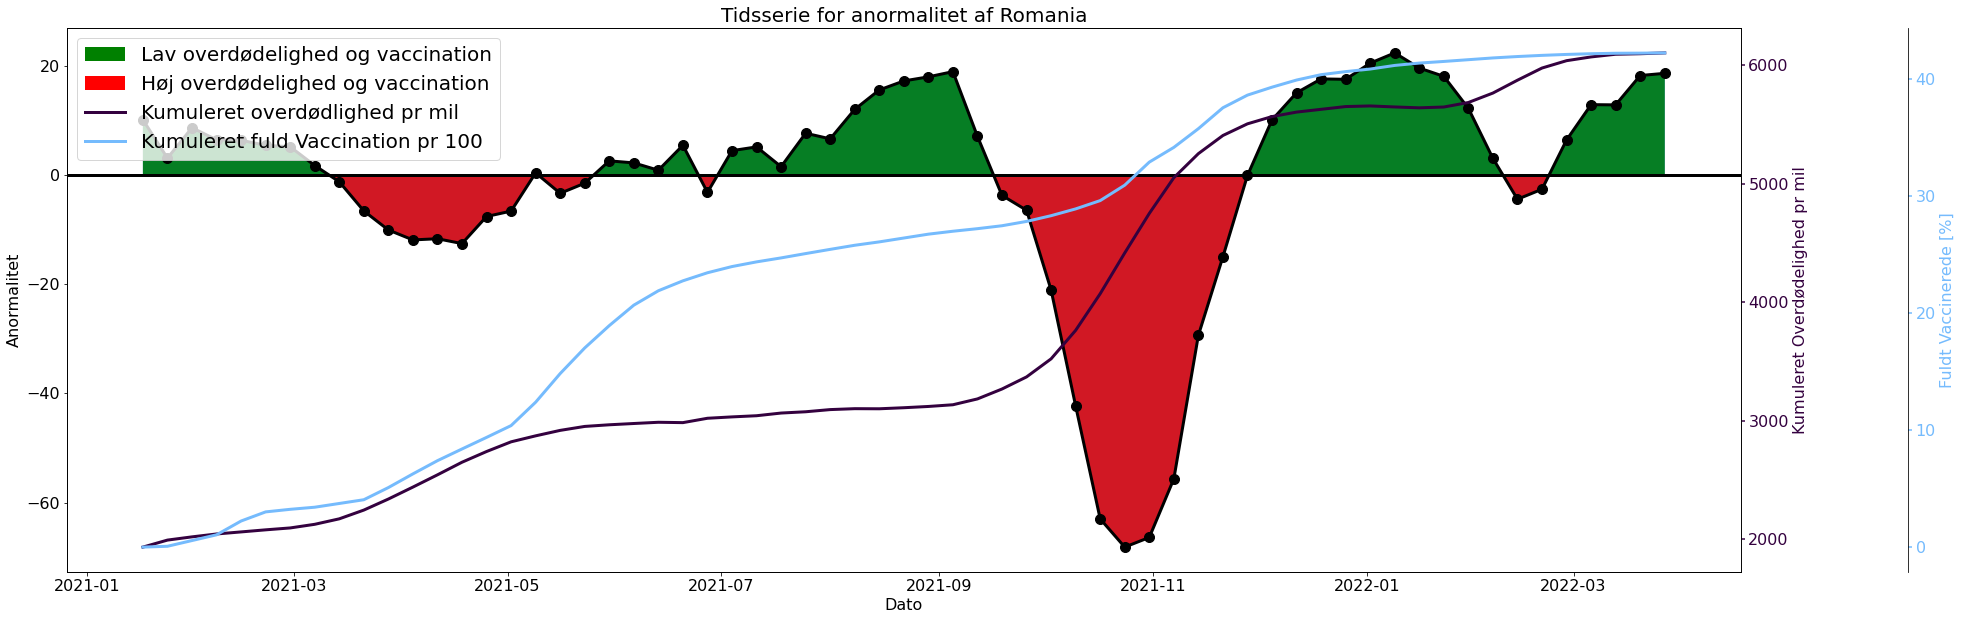 Tidsserie for anormalitet af Romania
Lav overdødelighed og vaccination
Høj overdødelighed og vaccination
Kumuleret overdødlighed pr mil
Kumuleret fuld Vaccination pr 100
Anormalitet
20
0
−20
−40
−60
2021-01
2021-03
2021-05
2021-07
2021-09
2021-11
2022-01
2022-03
Dato
6000
5000
4000
3000
2000
Kumuleret Overdødelighed pr mil
40
30
20
10
0
Fuldt Vaccinerede [%]